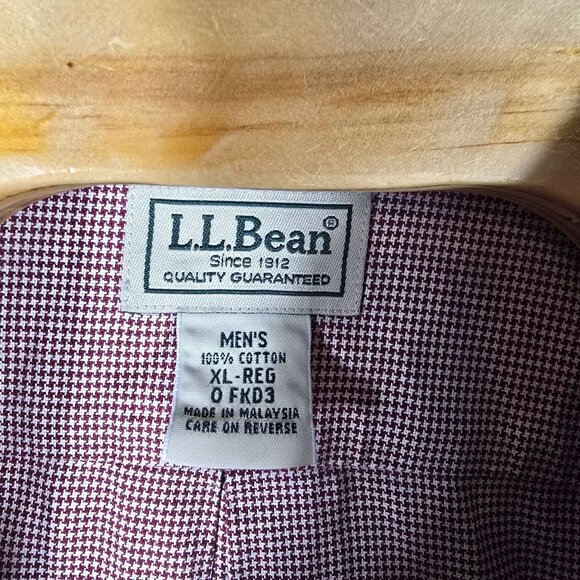 L.L.Bean®
Since 1912
QUALITY GUARANTEED
MEN'S
100% COTTON
XL-REG
0 FKD3
MADE IN MALAYSIA
CARE ON REVERSE